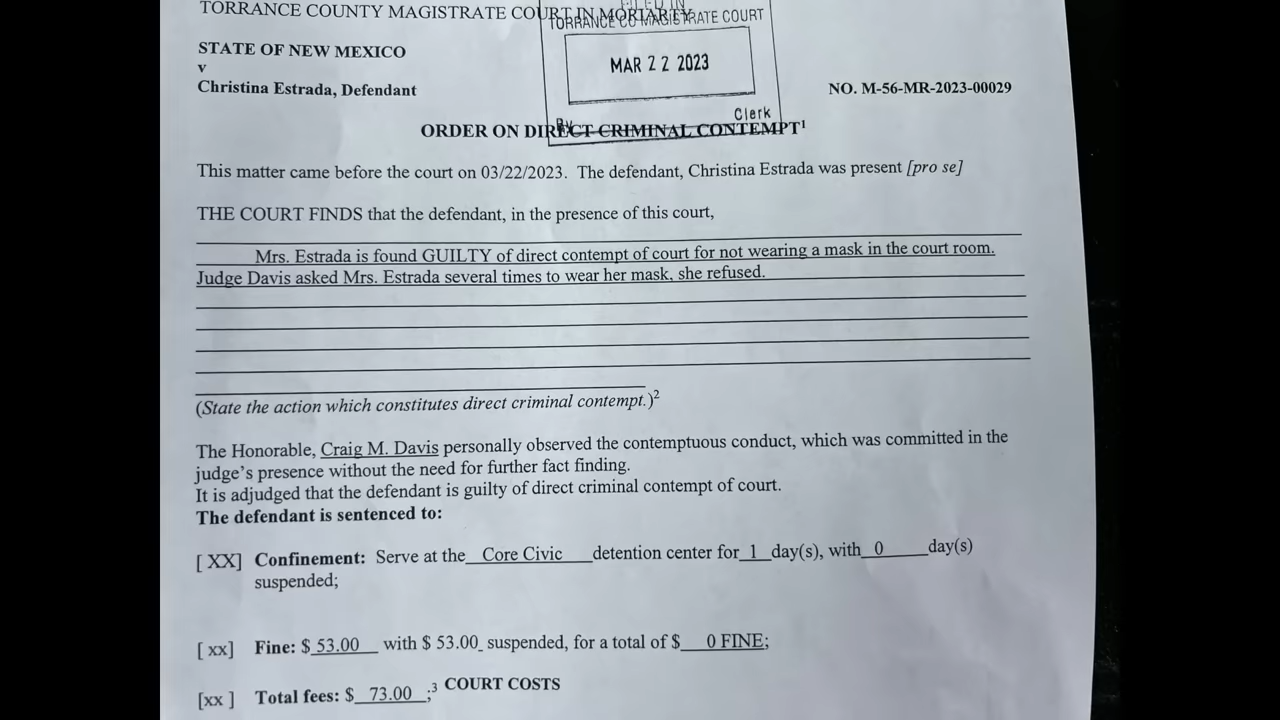 TORRANCE COUNTY MAGISTRATE COURT IN MORIARTY
FILED IN
TORRANCE CO MAGISTRATE COURT
STATE OF NEW MEXICO
v
MAR 22 2023
Christina Estrada, Defendant
NO. M-56-MR-2023-00029
By
Clerk
ORDER ON DIRECT CRIMINAL CONTEMPT1
This matter came before the court on 03/22/2023. The defendant, Christina Estrada was present [pro se]
THE COURT FINDS that the defendant, in the presence of this court,
Mrs. Estrada is found GUILTY of direct contempt of court for not wearing a mask in the court room.
Judge Davis asked Mrs. Estrada several times to wear her mask, she refused.
(State the action which constitutes direct criminal contempt.)2
The Honorable, Craig M. Davis personally observed the contemptuous conduct, which was committed in the
judge's presence without the need for further fact finding.
It is adjudged that the defendant is guilty of direct criminal contempt of court.
The defendant is sentenced to:
[ XX] Confinement: Serve at the Core Civic detention center for 1 day(s), with 0 day(s)
suspended;
[ xx] Fine: $ 53.00 with $ 53.00 suspended, for a total of $ 0 FINE;
[xx ] Total fees: $ 73.00 ;3 COURT COSTS